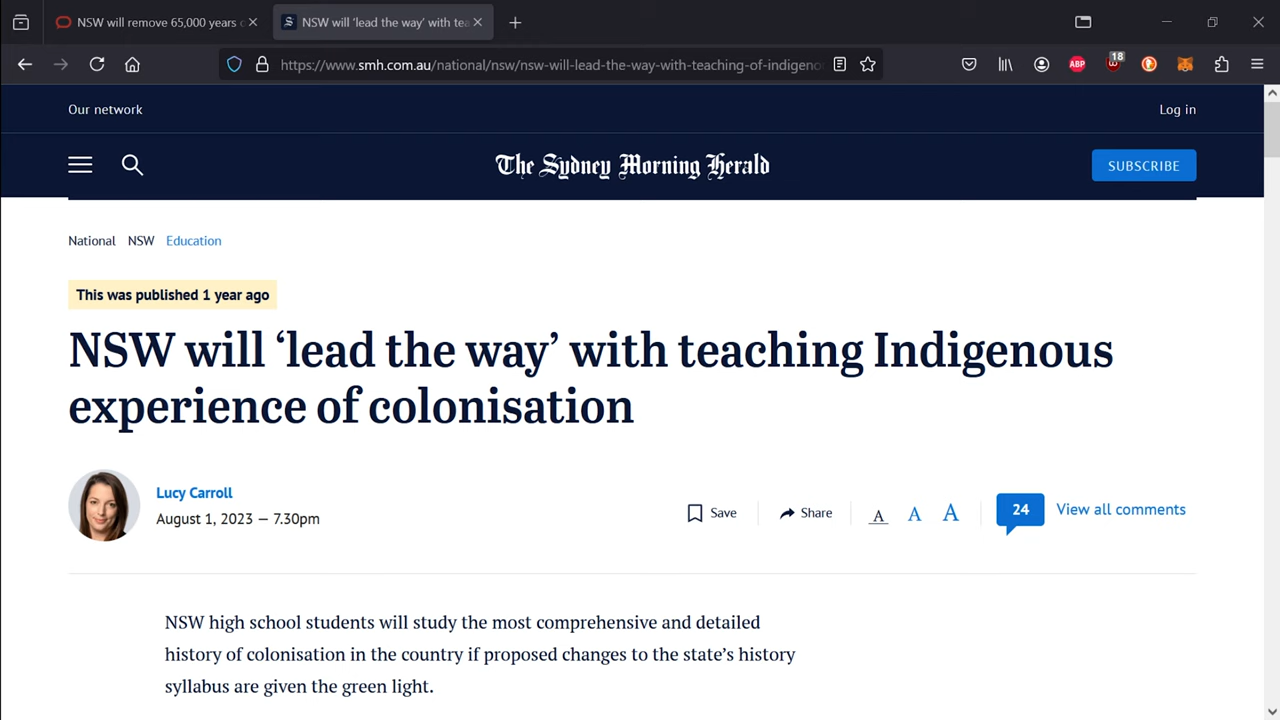 NSW will remove 65,000 years
NSW will 'lead the way' with tea
https://www.smh.com.au/national/nsw/nsw-will-lead-the-way-with-teaching-of-indigeno
ABP
18
Our network
Log in
The Sydney Morning Herald
SUBSCRIBE
National NSW Education
This was published 1 year ago
NSW will ‘lead the way’ with teaching Indigenous
experience of colonisation
Lucy Carroll
August 1, 2023 — 7.30pm
Save
Share
A A A
24
View all comments
NSW high school students will study the most comprehensive and detailed
history of colonisation in the country if proposed changes to the state’s history
syllabus are given the green light.